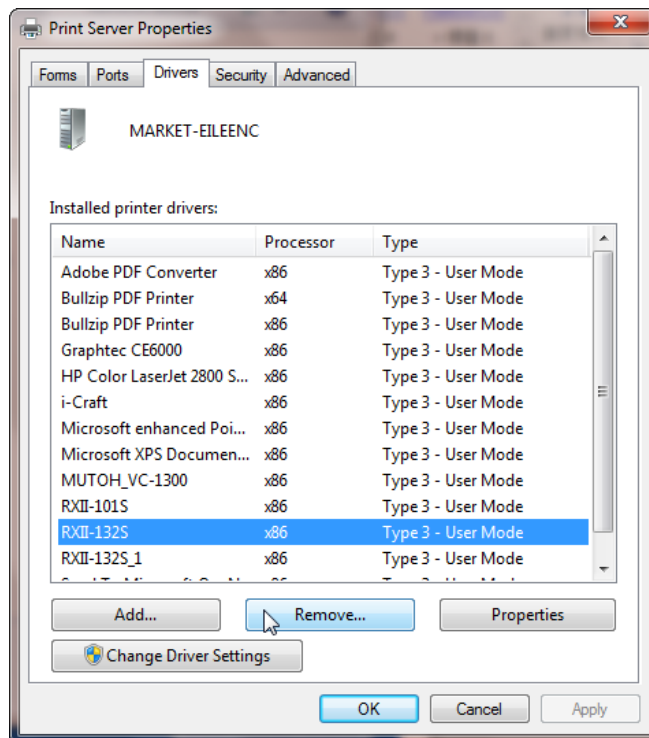 Print Server Properties
Forms Ports Drivers Security Advanced
MARKET-EILEENC
Installed printer drivers:
Name Processor Type
Adobe PDF Converter x86 Type 3 - User Mode
Bullzip PDF Printer x64 Type 3 - User Mode
Bullzip PDF Printer x86 Type 3 - User Mode
Graphtec CE6000 x86 Type 3 - User Mode
HP Color LaserJet 2800 S... x86 Type 3 - User Mode
i-Craft x86 Type 3 - User Mode
Microsoft enhanced Poi... x86 Type 3 - User Mode
Microsoft XPS Documen... x86 Type 3 - User Mode
MUTOH_VC-1300 x86 Type 3 - User Mode
RXII-101S x86 Type 3 - User Mode
RXII-132S x86 Type 3 - User Mode
RXII-132S_1 x86 Type 3 - User Mode
Add... Remove... Properties
Change Driver Settings
OK Cancel Apply